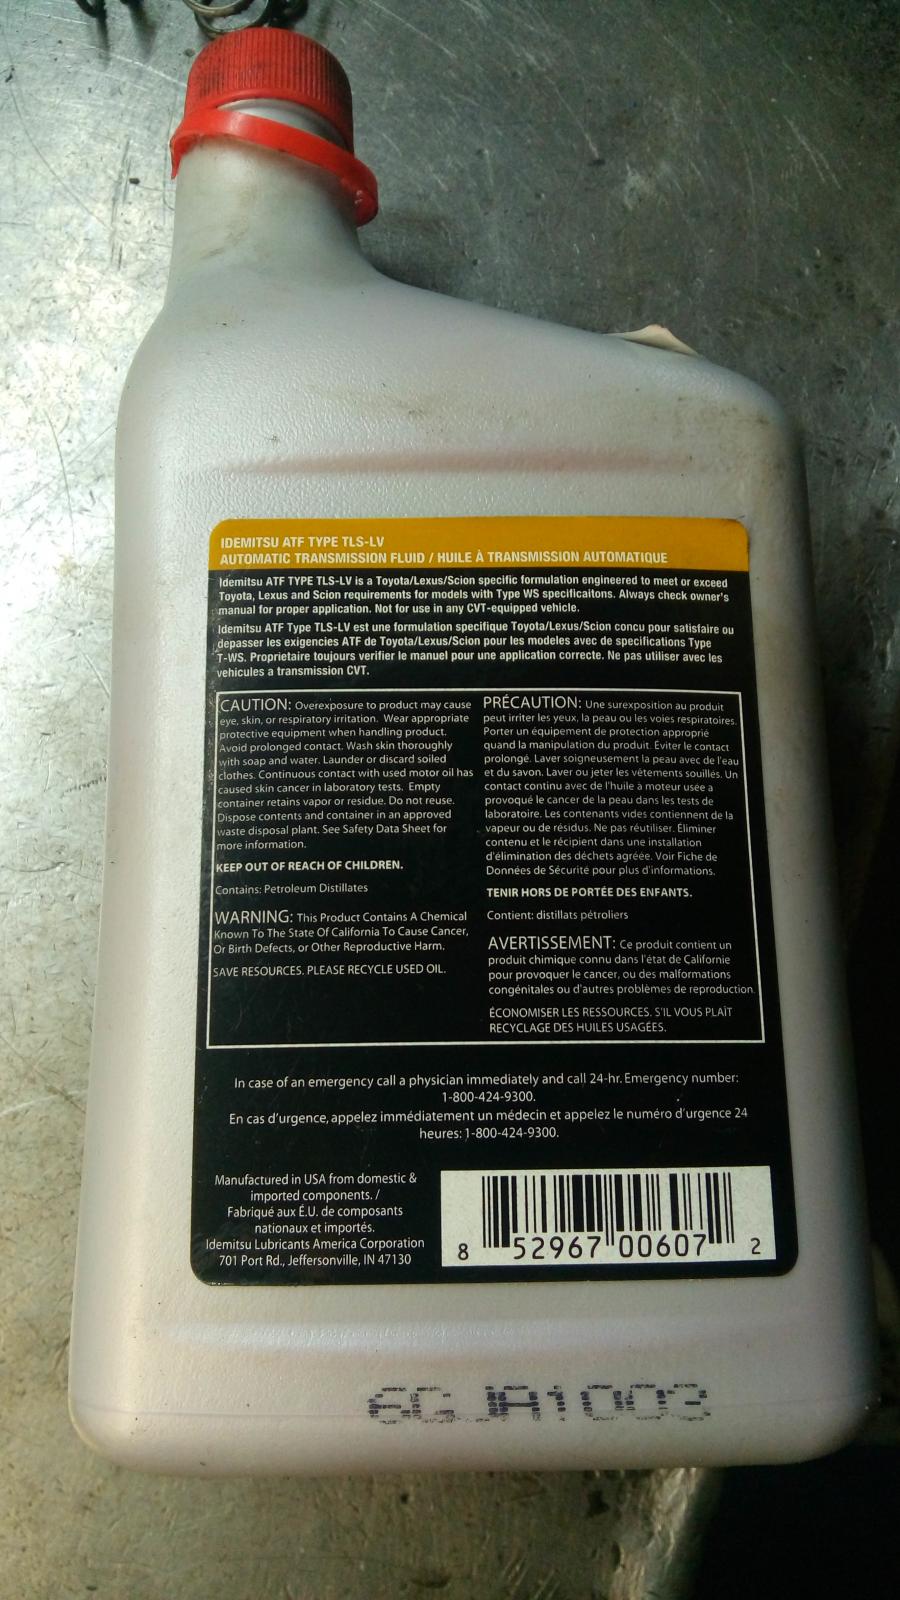 IDEMITSU ATF TYPE TLS-LV
AUTOMATIC TRANSMISSION FLUID / HUILE À TRANSMISSION AUTOMATIQUE
Idemitsu ATF TYPE TLS-LV is a Toyota/Lexus/Scion specific formulation engineered to meet or exceed
Toyota, Lexus and Scion requirements for models with Type WS specificaitons. Always check owner's
manual for proper application. Not for use in any CVT-equipped vehicle.
Idemitsu ATF Type TLS-LV est une formulation specifique Toyota/Lexus/Scion concu pour satisfaire ou
depasser les exigencies ATF de Toyota/Lexus/Scion pour les modeles avec de specifications Type
T-WS. Proprietaire toujours verifier le manuel pour une application correcte. Ne pas utiliser avec les
vehicules a transmission CVT.
CAUTION: Overexposure to product may cause
eye, skin, or respiratory irritation. Wear appropriate
protective equipment when handling product.
Avoid prolonged contact. Wash skin thoroughly
with soap and water. Launder or discard soiled
clothes. Continuous contact with used motor oil has
caused skin cancer in laboratory tests. Empty
container retains vapor or residue. Do not reuse.
Dispose contents and container in an approved
waste disposal plant. See Safety Data Sheet for
more information.
KEEP OUT OF REACH OF CHILDREN.
Contains: Petroleum Distillates
WARNING: This Product Contains A Chemical
Known To The State Of California To Cause Cancer,
Or Birth Defects, or Other Reproductive Harm.
SAVE RESOURCES. PLEASE RECYCLE USED OIL.
PRÉCAUTION: Une surexposition au produit
peut irriter les yeux, la peau ou les voies respiratoires.
Porter un équipement de protection approprié
quand la manipulation du produit. Éviter le contact
prolongé. Laver soigneusement la peau avec de l'eau
et du savon. Laver ou jeter les vêtements souillés. Un
contact continu avec de l'huile à moteur usée a
provoqué le cancer de la peau dans les tests de
laboratoire. Les contenants vides contiennent de la
vapeur ou de résidus. Ne pas réutiliser. Éliminer
contenu et le récipient dans une installation
d'élimination des déchets agréée. Voir Fiche de
Données de Sécurité pour plus d'informations.
TENIR HORS DE PORTÉE DES ENFANTS.
Contient: distillats pétroliers
AVERTISSEMENT: Ce produit contient un
produit chimique connu dans l'état de Californie
pour provoquer le cancer, ou des malformations
congénitales ou d'autres problèmes de reproduction.
ÉCONOMISER LES RESSOURCES. S'IL VOUS PLAÎT
RECYCLAGE DES HUILES USAGÉES.
In case of an emergency call a physician immediately and call 24-hr. Emergency number:
1-800-424-9300.
En cas d'urgence, appelez immédiatement un médecin et appelez le numéro d'urgence 24
heures: 1-800-424-9300.
Manufactured in USA from domestic &
imported components. /
Fabriqué aux É.U. de composants
nationaux et importés.
Idemitsu Lubricants America Corporation
701 Port Rd., Jeffersonville, IN 47130
8 52967 00607 2
6GJA1003